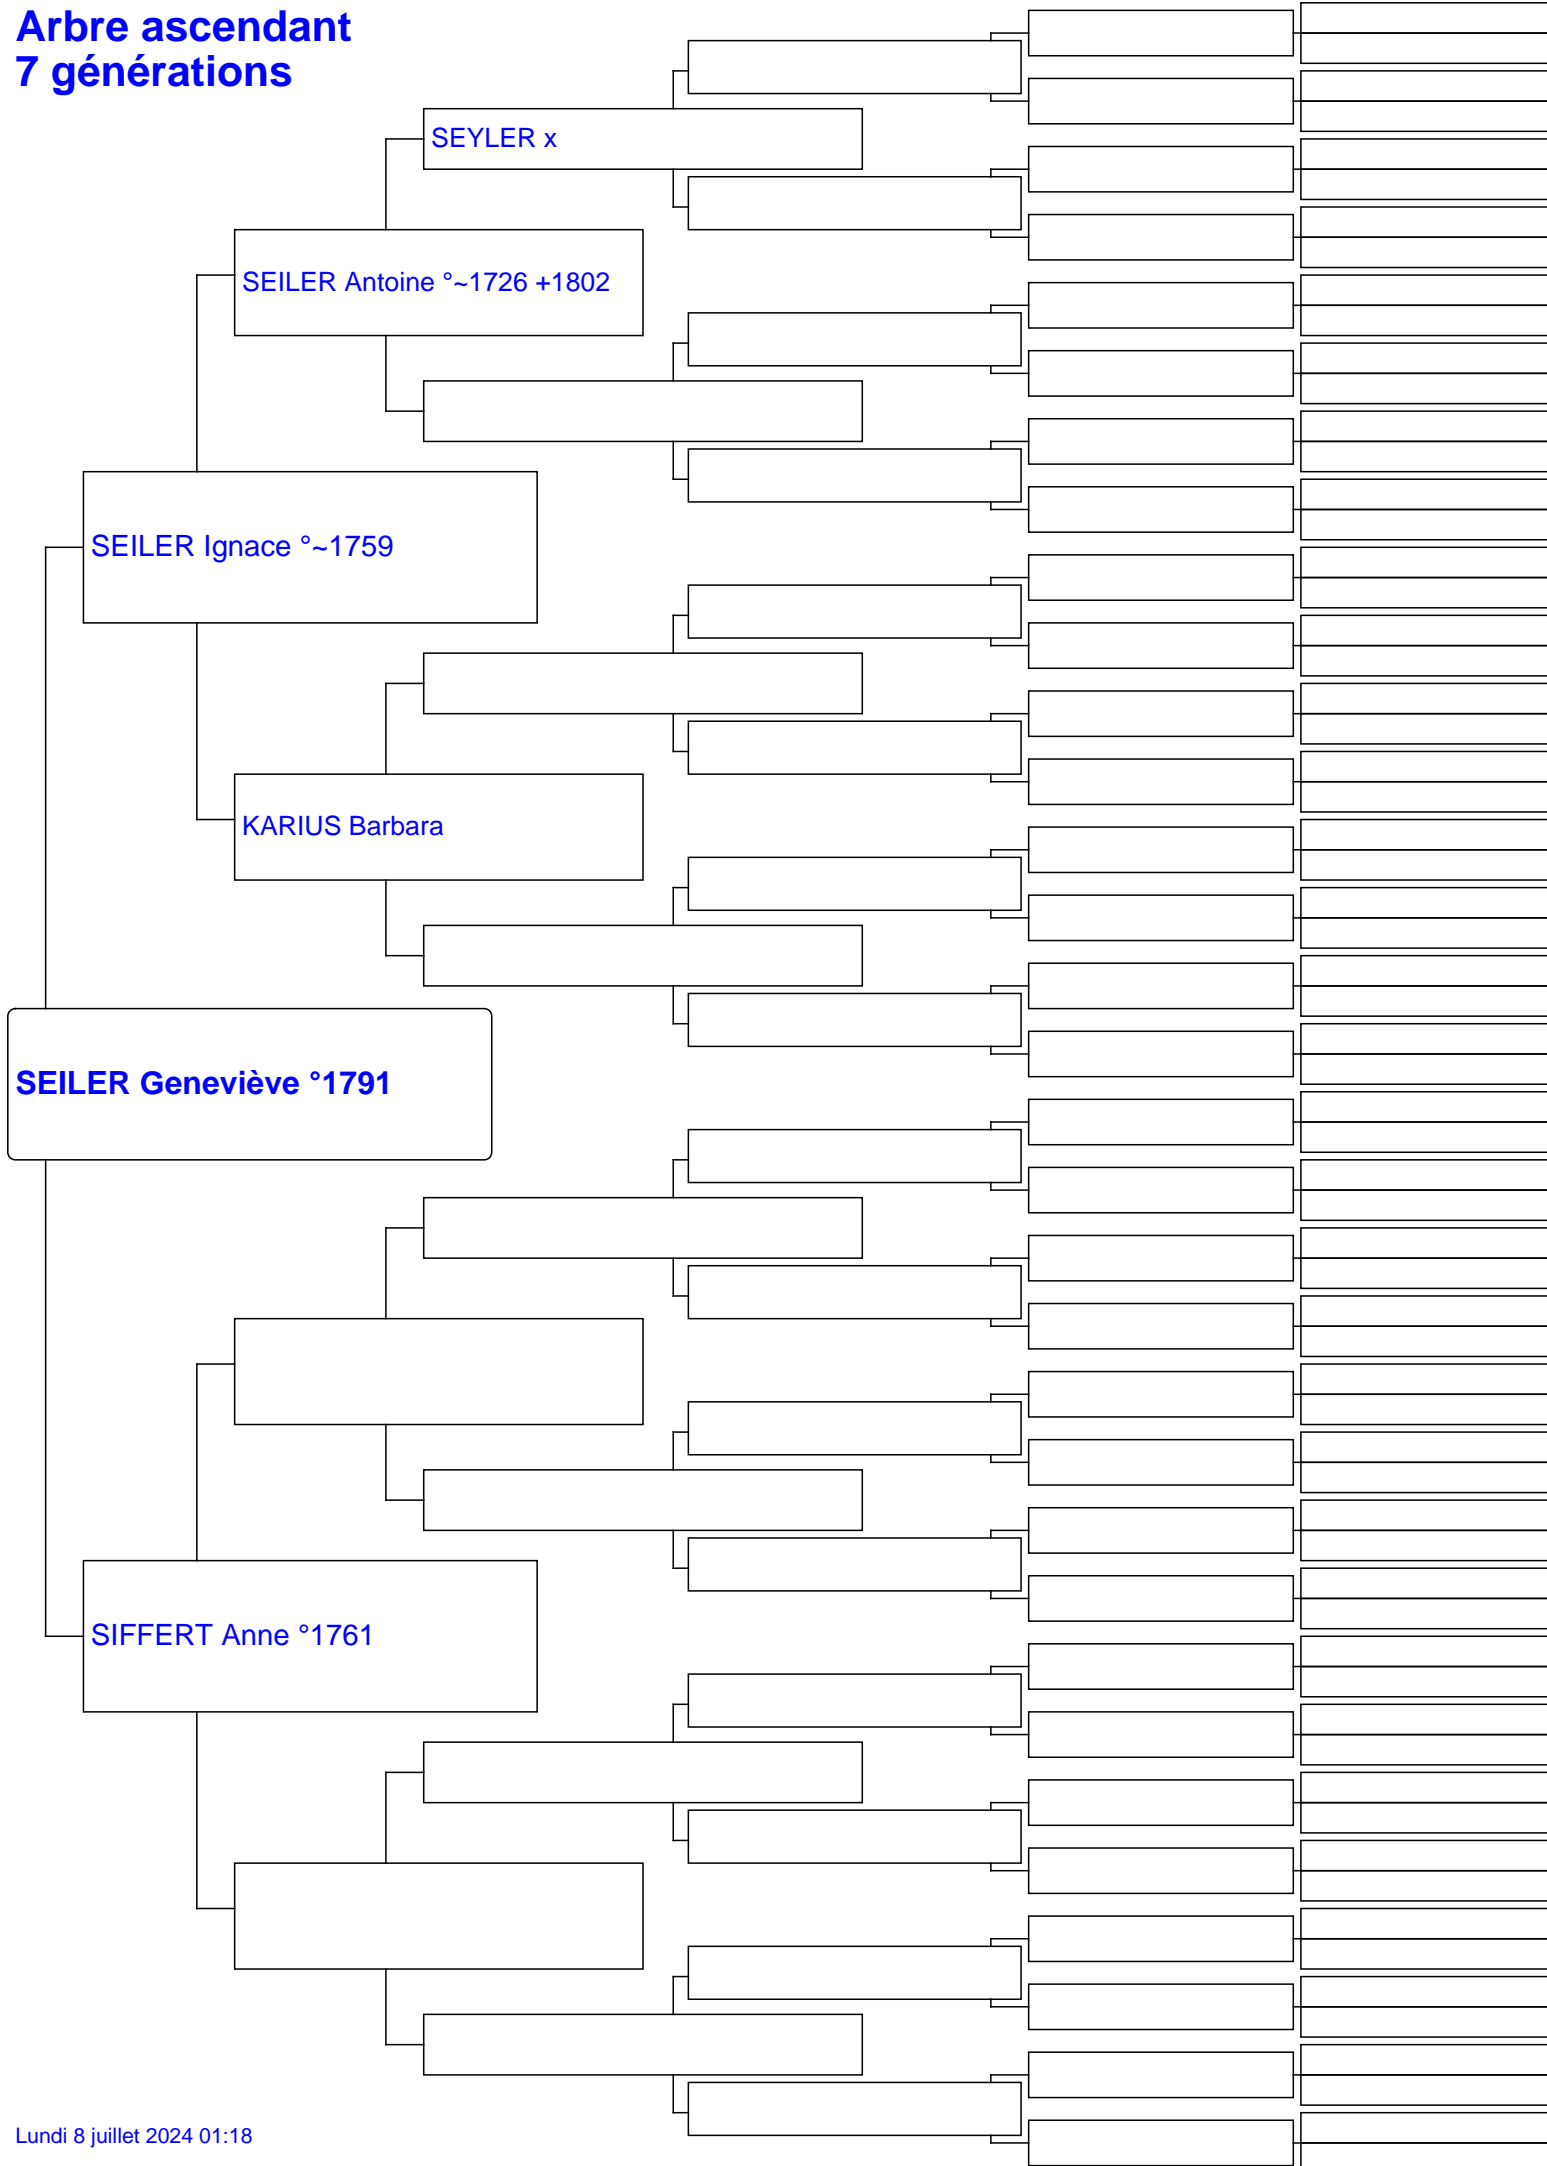 Arbre ascendant
7 générations
SEYLER x
SEILER Antoine °~1726 +1802
SEILER Ignace °~1759
KARIUS Barbara
SEILER Geneviève °1791
SIFFERT Anne °1761
Lundi 8 juillet 2024 01:18